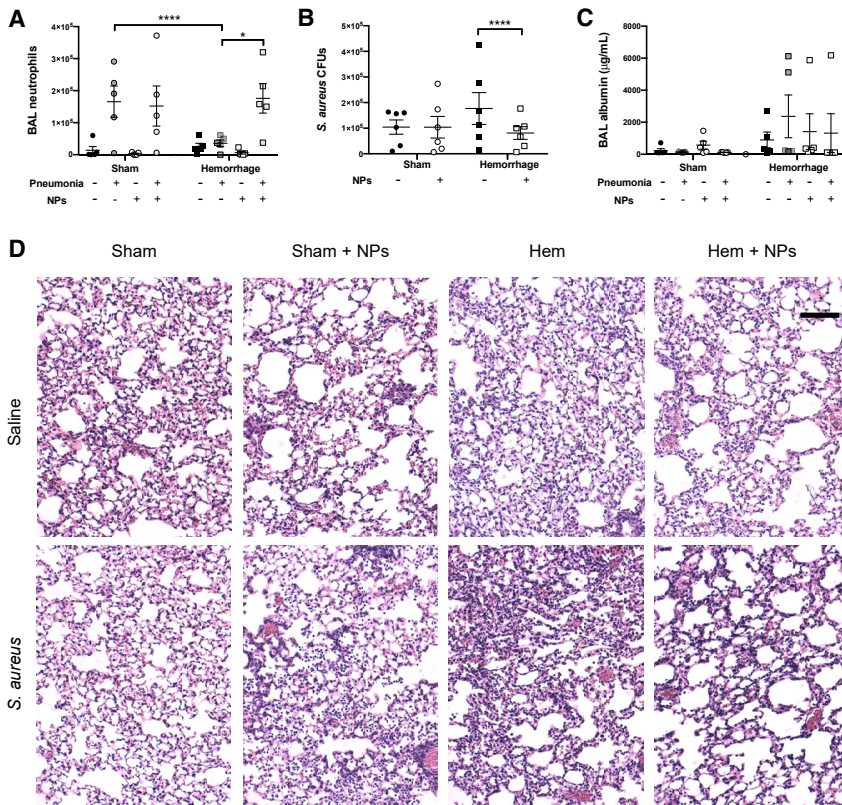 A
BAL neutrophils
4×10⁵
3×10⁵
2×10⁵
1×10⁵
0
****
*
Sham Hemorrhage
Pneumonia - + - + - + - +
NPs - - + + - - + +
B
S. aureus CFUs
5×10⁵
4×10⁵
3×10⁵
2×10⁵
1×10⁵
0
****
Sham Hemorrhage
NPs - + - +
C
BAL albumin (μg/mL)
8000
6000
4000
2000
0
Sham Hemorrhage
Pneumonia - + - + - + - +
NPs - - + + - - + +
D
Sham Sham + NPs Hem Hem + NPs
Saline
S. aureus